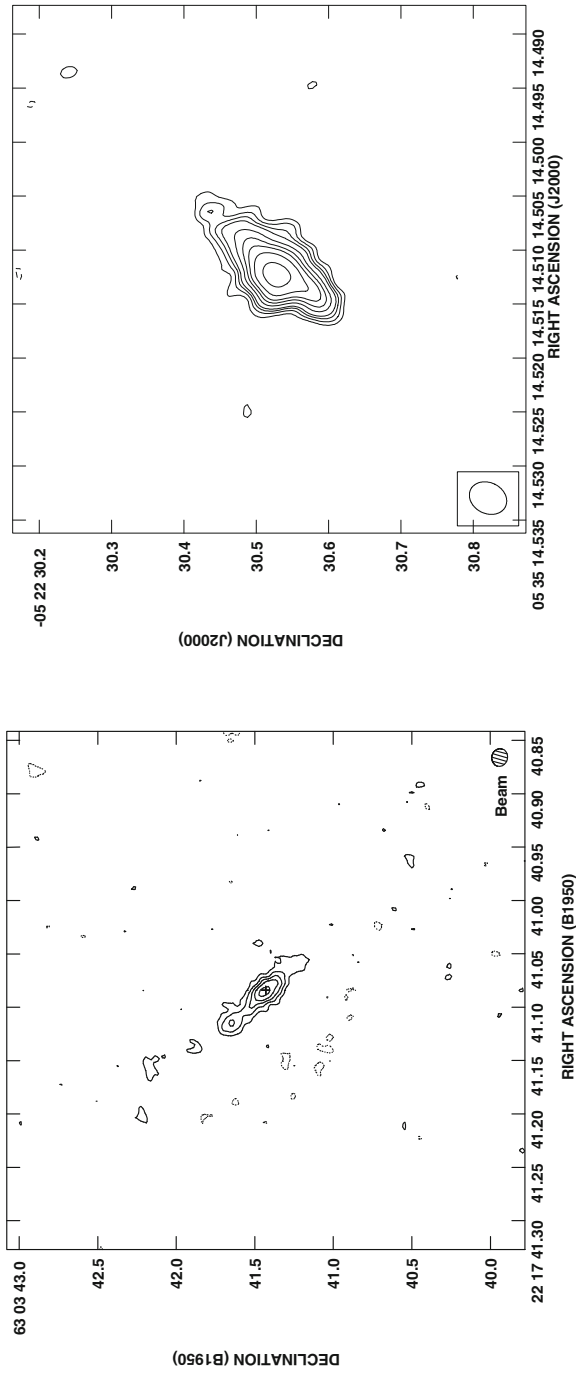 DECLINATION (B1950)
63 03 43.0
42.5
42.0
41.5
41.0
40.5
40.0
Beam
22 17 41.30 41.25 41.20 41.15 41.10 41.05 41.00 40.95 40.90 40.85
RIGHT ASCENSION (B1950)
DECLINATION (J2000)
-05 22 30.2
30.3
30.4
30.5
30.6
30.7
30.8
05 35 14.535 14.530 14.525 14.520 14.515 14.510 14.505 14.500 14.495 14.490
RIGHT ASCENSION (J2000)